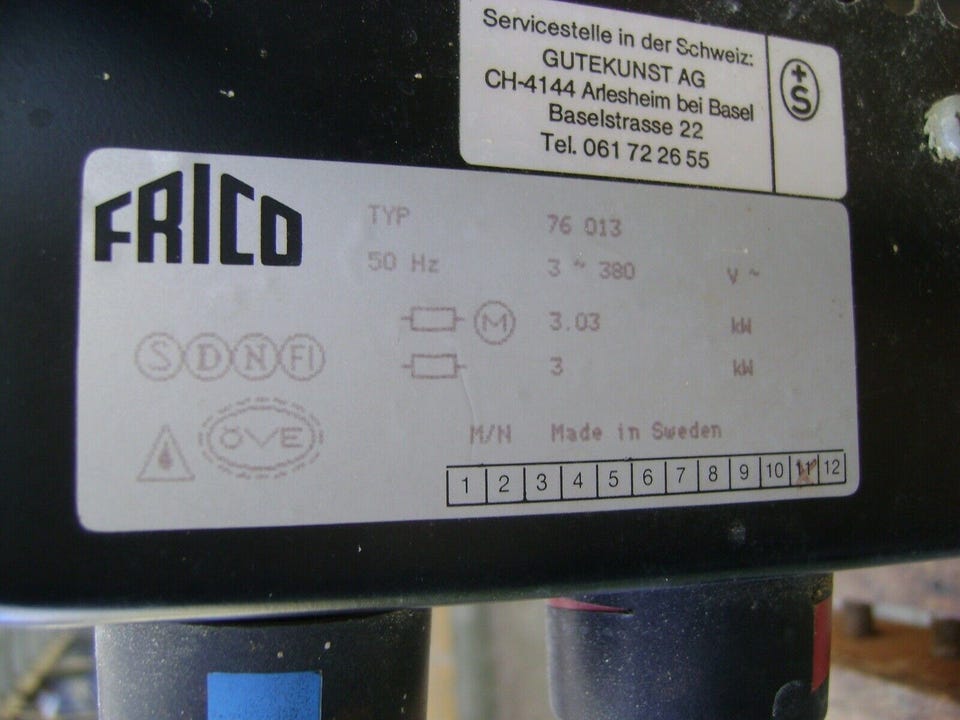 Servicestelle in der Schweiz:
GUTEKUNST AG
CH-4144 Arlesheim bei Basel
Baselstrasse 22
Tel. 061 72 26 55
+S
FRICO
TYP 76 013
50 Hz 3 ~ 380 V ~
M 3.03 kW
3 kW
S D N FI
ÖVE
M/N Made in Sweden
1 2 3 4 5 6 7 8 9 10 11 12